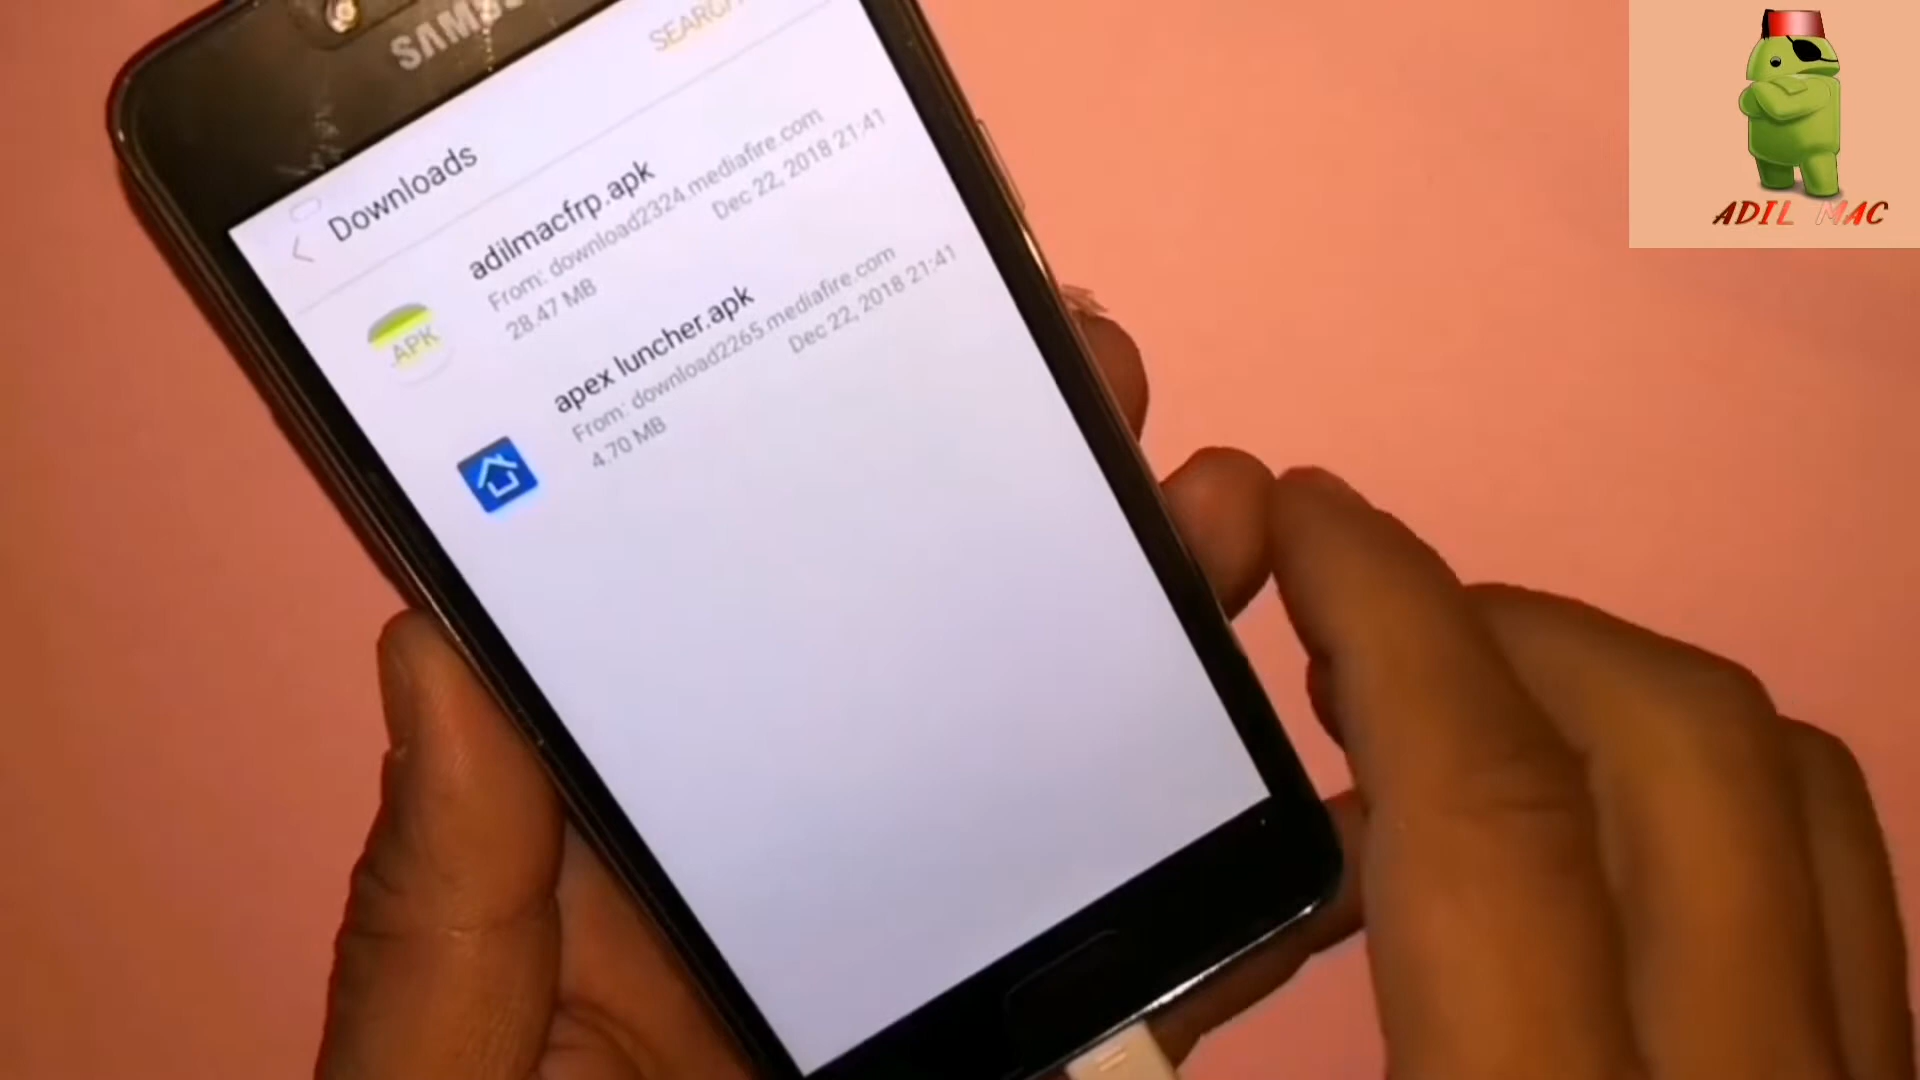 SAMSU
SEARCH
Downloads
adilmacfrp.apk
From: download2324.mediafire.com
28.47 MB
Dec 22, 2018 21:41
apex luncher.apk
From: download2265.mediafire.com
4.70 MB
Dec 22, 2018 21:41
APK
ADIL MAC